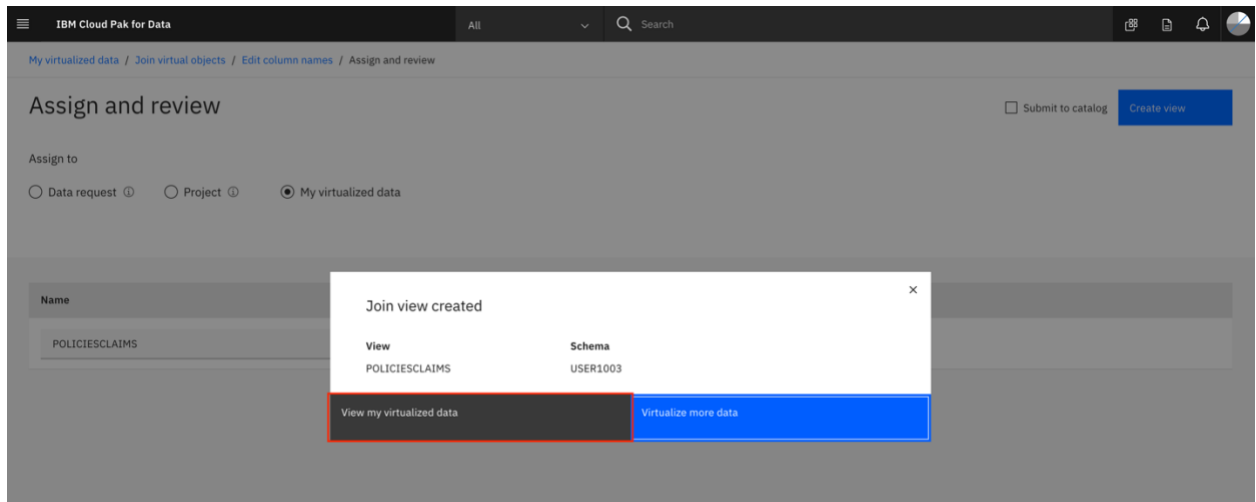 IBM Cloud Pak for Data All Search
My virtualized data / Join virtual objects / Edit column names / Assign and review
Assign and review
Submit to catalog Create view
Assign to
Data request Project My virtualized data
Name
POLICIESCLAIMS
Join view created
View Schema
POLICIESCLAIMS USER1003
View my virtualized data Virtualize more data